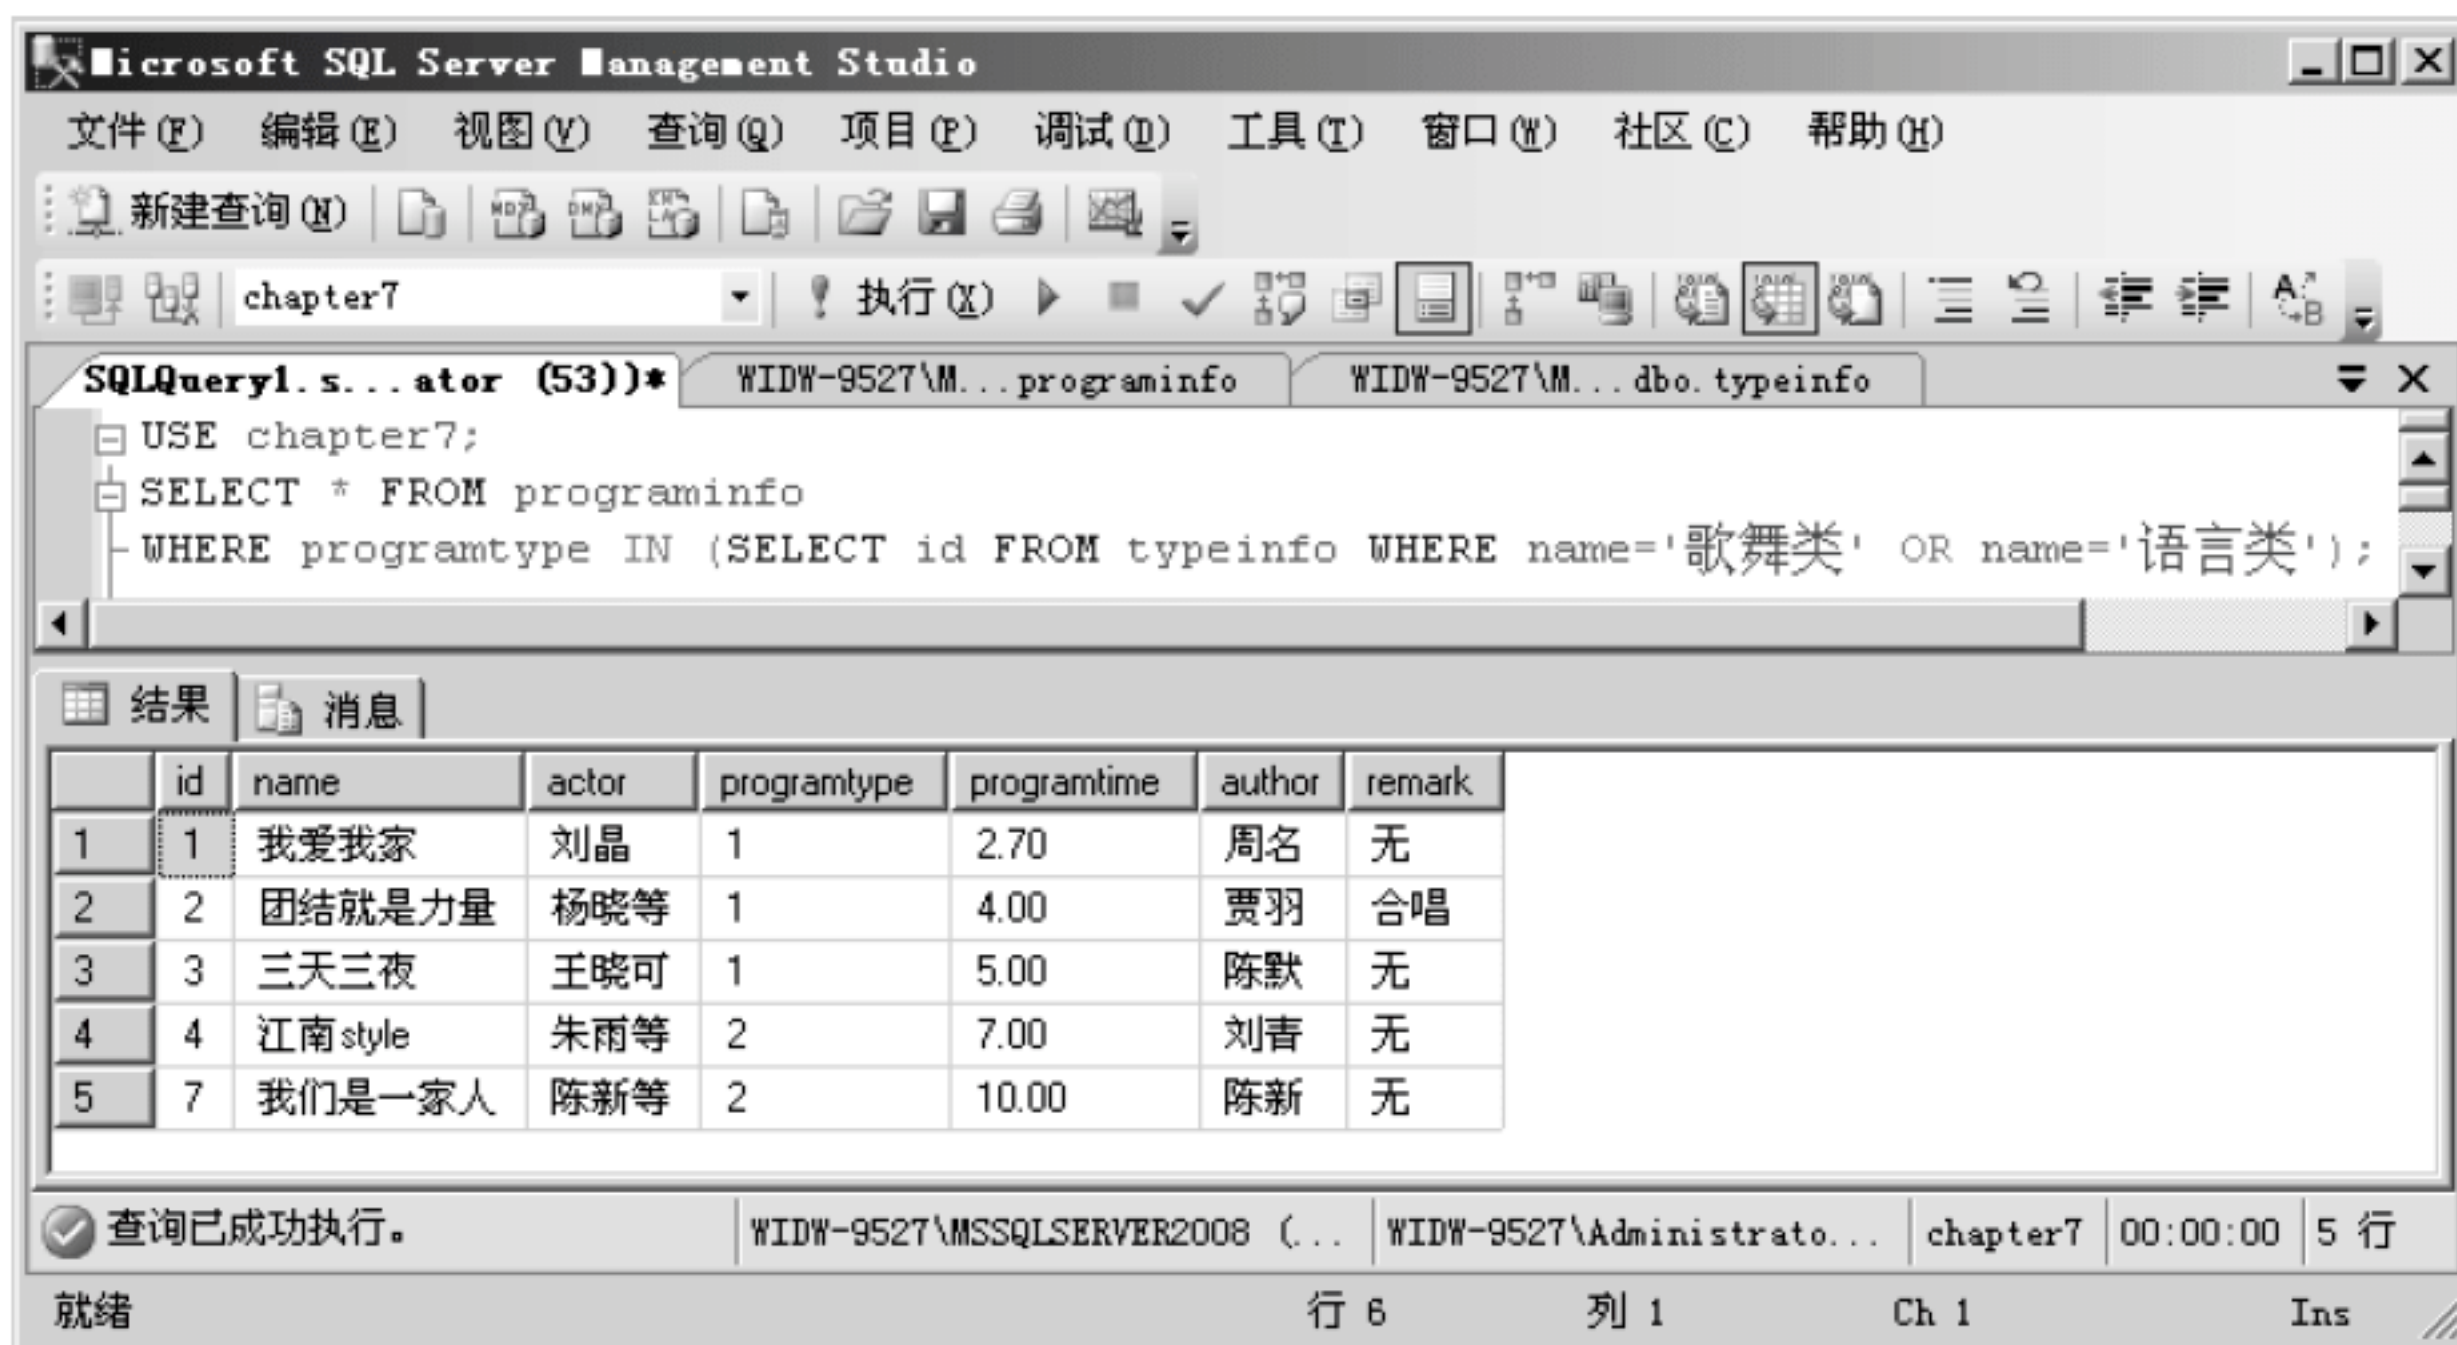 Microsoft SQL Server Management Studio
文件(F) 编辑(E) 视图(V) 查询(Q) 项目(P) 调试(D) 工具(T) 窗口(W) 社区(C) 帮助(H)
新建查询(N)
chapter7 执行(X)
SQLQuery1.s...ator (53))* WIDW-9527\M...programinfo WIDW-9527\M...dbo.typeinfo
USE chapter7;
SELECT * FROM programinfo
WHERE programtype IN (SELECT id FROM typeinfo WHERE name='歌舞类' OR name='语言类');
结果 消息
id name actor programtype programtime author remark
1 1 我爱我家 刘晶 1 2.70 周名 无
2 2 团结就是力量 杨晓等 1 4.00 贾羽 合唱
3 3 三天三夜 王晓可 1 5.00 陈默 无
4 4 江南style 朱雨等 2 7.00 刘青 无
5 7 我们是一家人 陈新等 2 10.00 陈新 无
查询已成功执行。 WIDW-9527\MSSQLSERVER2008 (... WIDW-9527\Administrato... chapter7 00:00:00 5 行
就绪 行 6 列 1 Ch 1 Ins